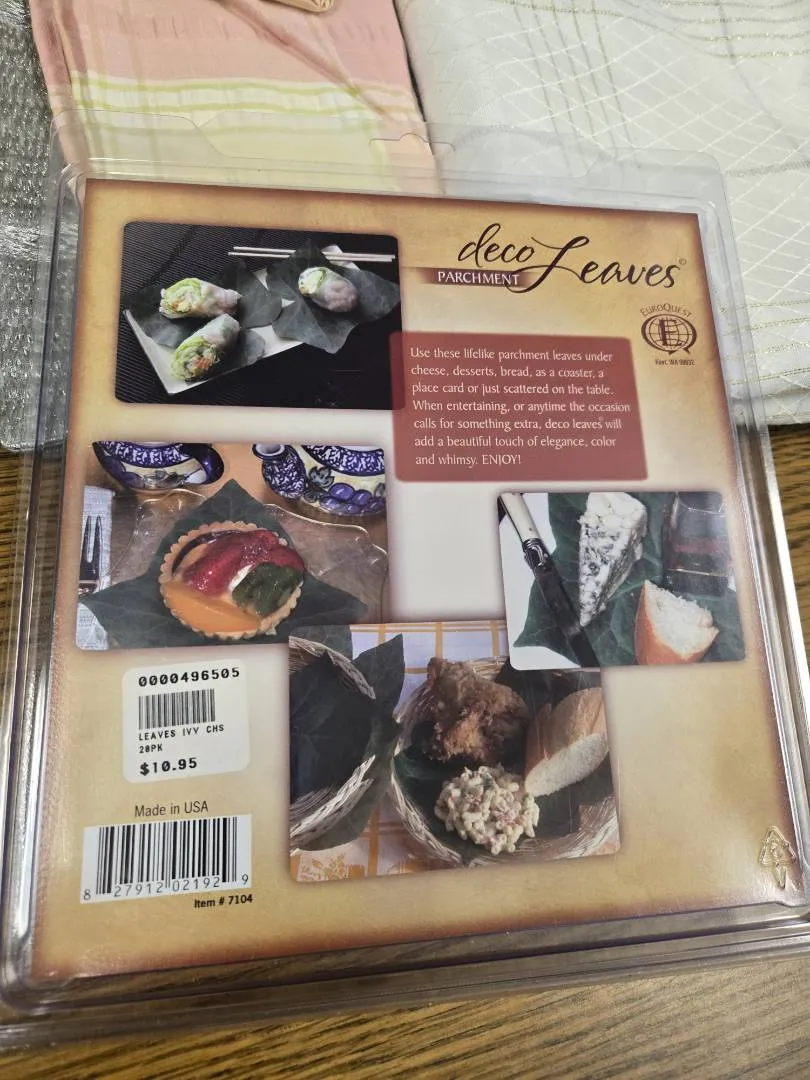 deco Leaves©
PARCHMENT
EUROQUEST
E
Kent, WA 98032
Use these lifelike parchment leaves under
cheese, desserts, bread, as a coaster, a
place card or just scattered on the table.
When entertaining, or anytime the occasion
calls for something extra, deco leaves© will
add a beautiful touch of elegance, color
and whimsy. ENJOY!
0000496505
LEAVES IVY CHS
20PK
$10.95
Made in USA
8 27912 02192 9
Item # 7104